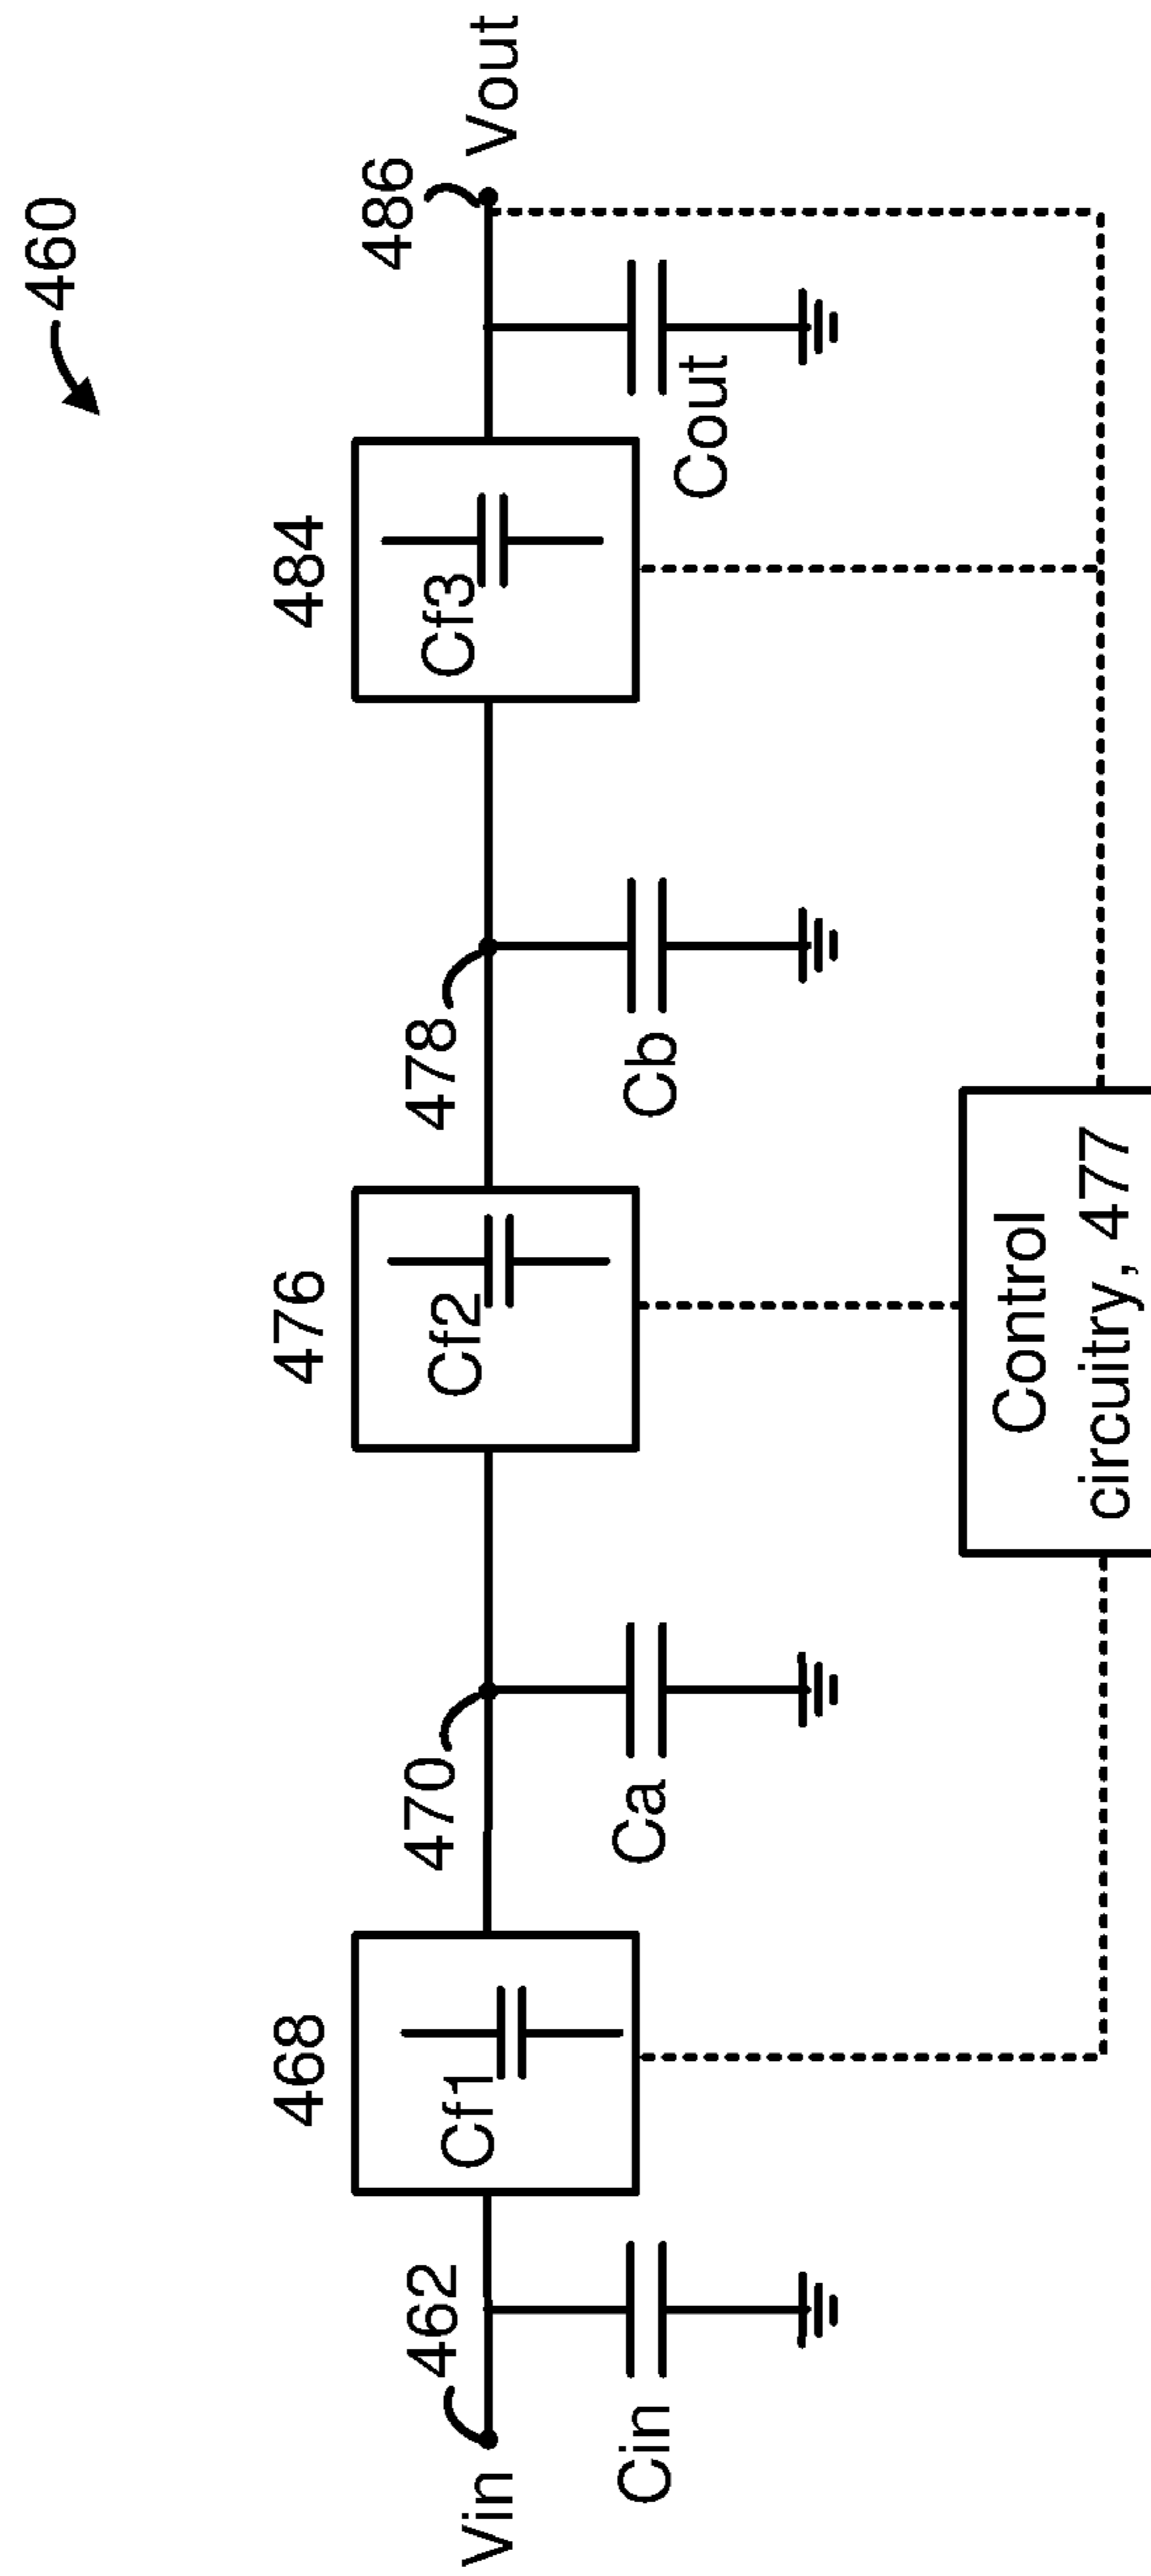 460
468
476
484
486
Vin
462
Cf1
470
Cf2
478
Cf3
Vout
Cin
Ca
Cb
Cout
Control
circuitry, 477